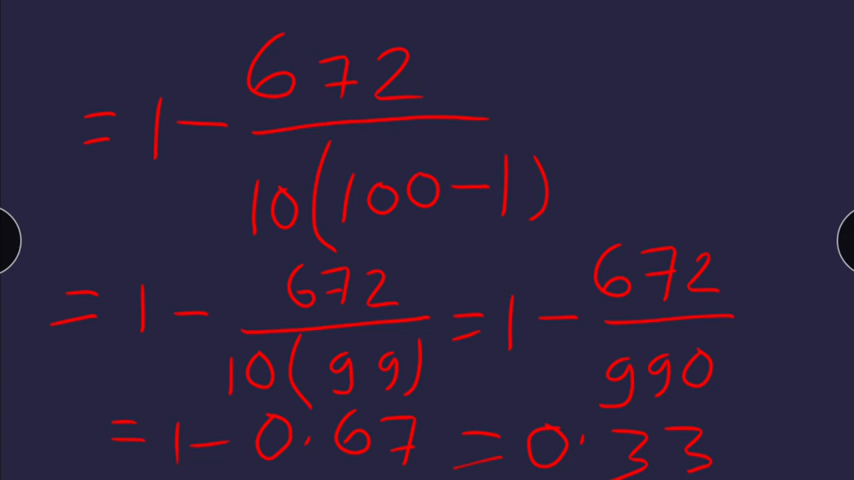 = 1 - 672 / 10(100-1)
= 1 - 672 / 10(99) = 1 - 672 / 990
= 1 - 0.67 = 0.33